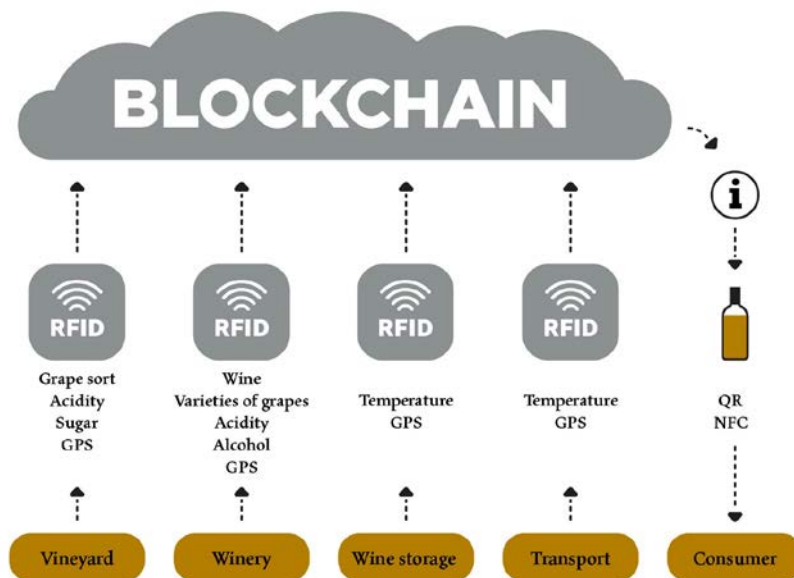 BLOCKCHAIN
i
RFID
RFID
RFID
RFID
Grape sort
Acidity
Sugar
GPS
Wine
Varieties of grapes
Acidity
Alcohol
GPS
Temperature
GPS
Temperature
GPS
QR
NFC
Vineyard
Winery
Wine storage
Transport
Consumer